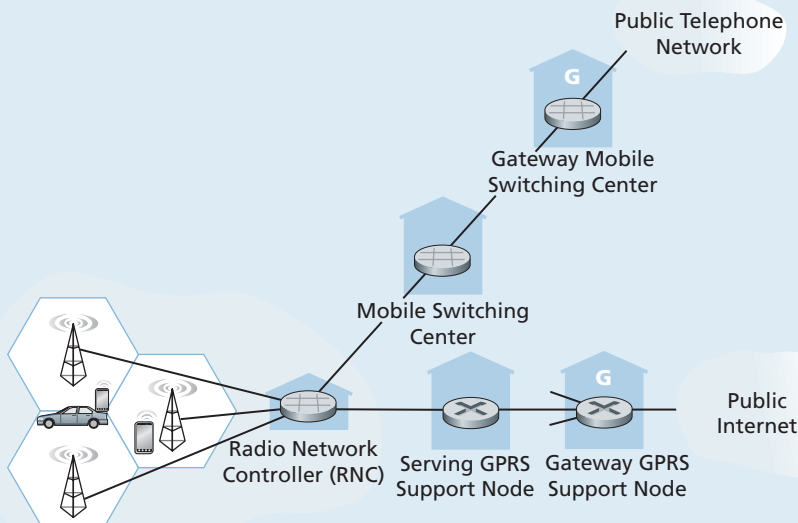 Public Telephone
Network
G
Gateway Mobile
Switching Center
Mobile Switching
Center
G
Public
Internet
Radio Network
Controller (RNC)
Serving GPRS
Support Node
Gateway GPRS
Support Node